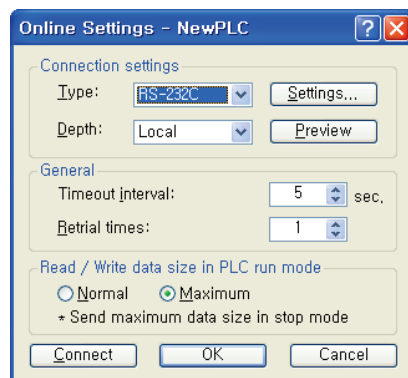 Online Settings - NewPLC
Connection settings
Type: RS-232C Settings...
Depth: Local Preview
General
Timeout interval: 5 sec.
Retrial times: 1
Read / Write data size in PLC run mode
Normal Maximum
* Send maximum data size in stop mode
Connect OK Cancel